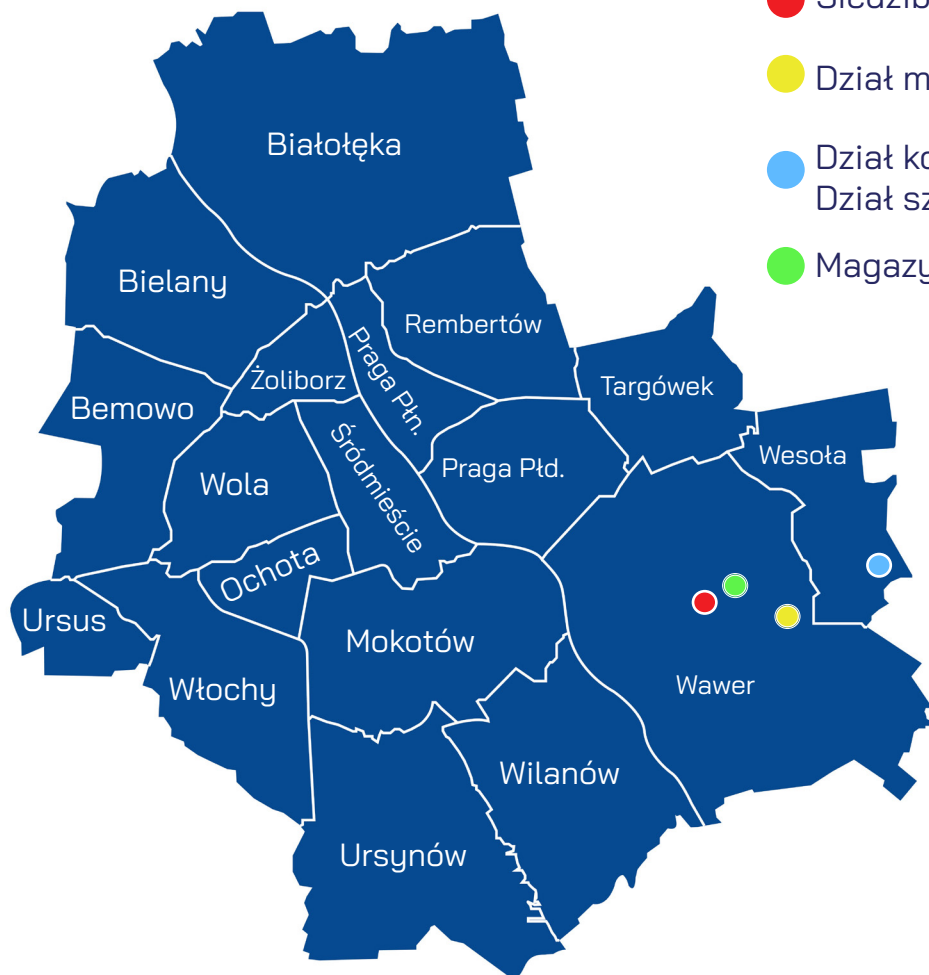 Dział m
Dział ko
Dział sz
Magazy
Białołęka
Bielany
Rembertów
Praga Płn.
Żoliborz
Targówek
Bemowo
Śródmieście
Wesoła
Praga Płd.
Wola
Ochota
Ursus
Mokotów
Włochy
Wawer
Wilanów
Ursynów